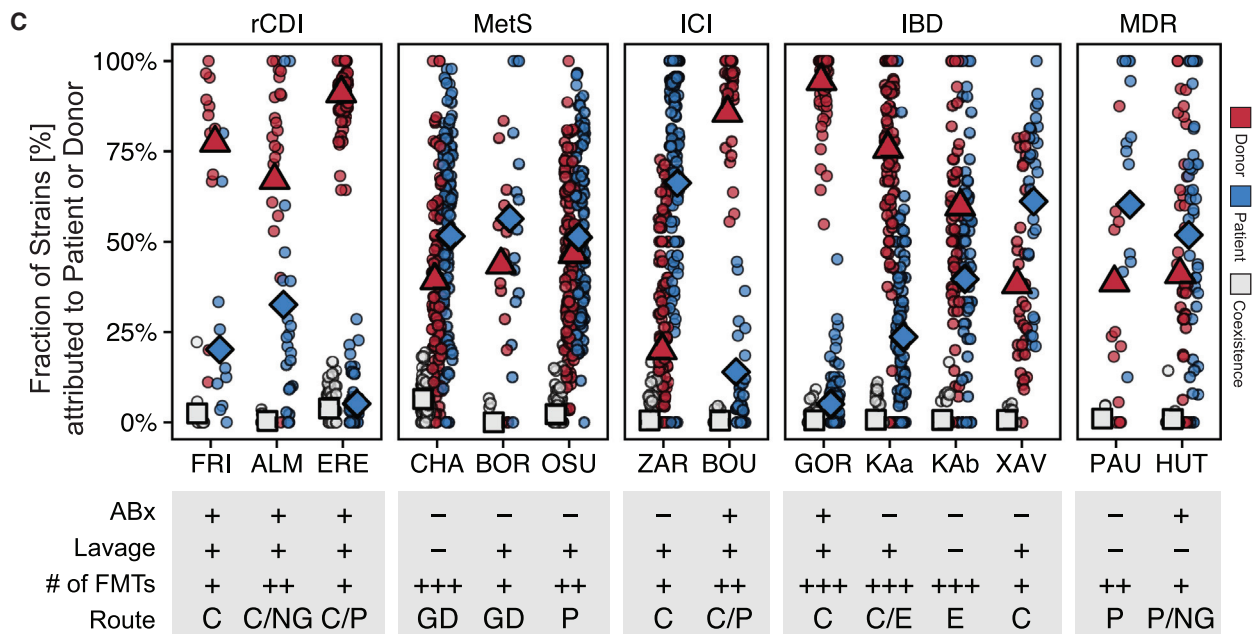 C
rCDI MetS ICI IBD MDR
Fraction of Strains [%]
attributed to Patient or Donor
100%
75%
50%
25%
0%
FRI ALM ERE CHA BOR OSU ZAR BOU GOR KAa KAb XAV PAU HUT
Donor
Patient
Coexistence
ABx + + + − − − − + + − − − − +
Lavage + + + − + + + + + + − + − −
# of FMTs + ++ + +++ + ++ + ++ +++ +++ +++ + ++ +
Route C C/NG C/P GD GD P C C/P C C/E E C P P/NG